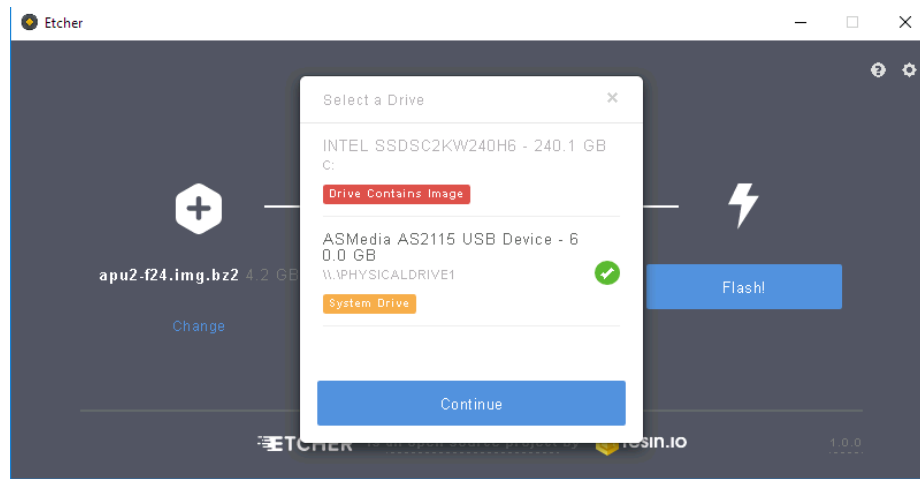 Etcher
Select a Drive
INTEL SSDSC2KW240H6 - 240.1 GB
C:
Drive Contains Image
ASMedia AS2115 USB Device - 6
0.0 GB
\\.\PHYSICALDRIVE1
System Drive
apu2-f24.img.bz2 4.2 GB
Change
Flash!
Continue
ETCHER is an open source project by resin.io
1.0.0